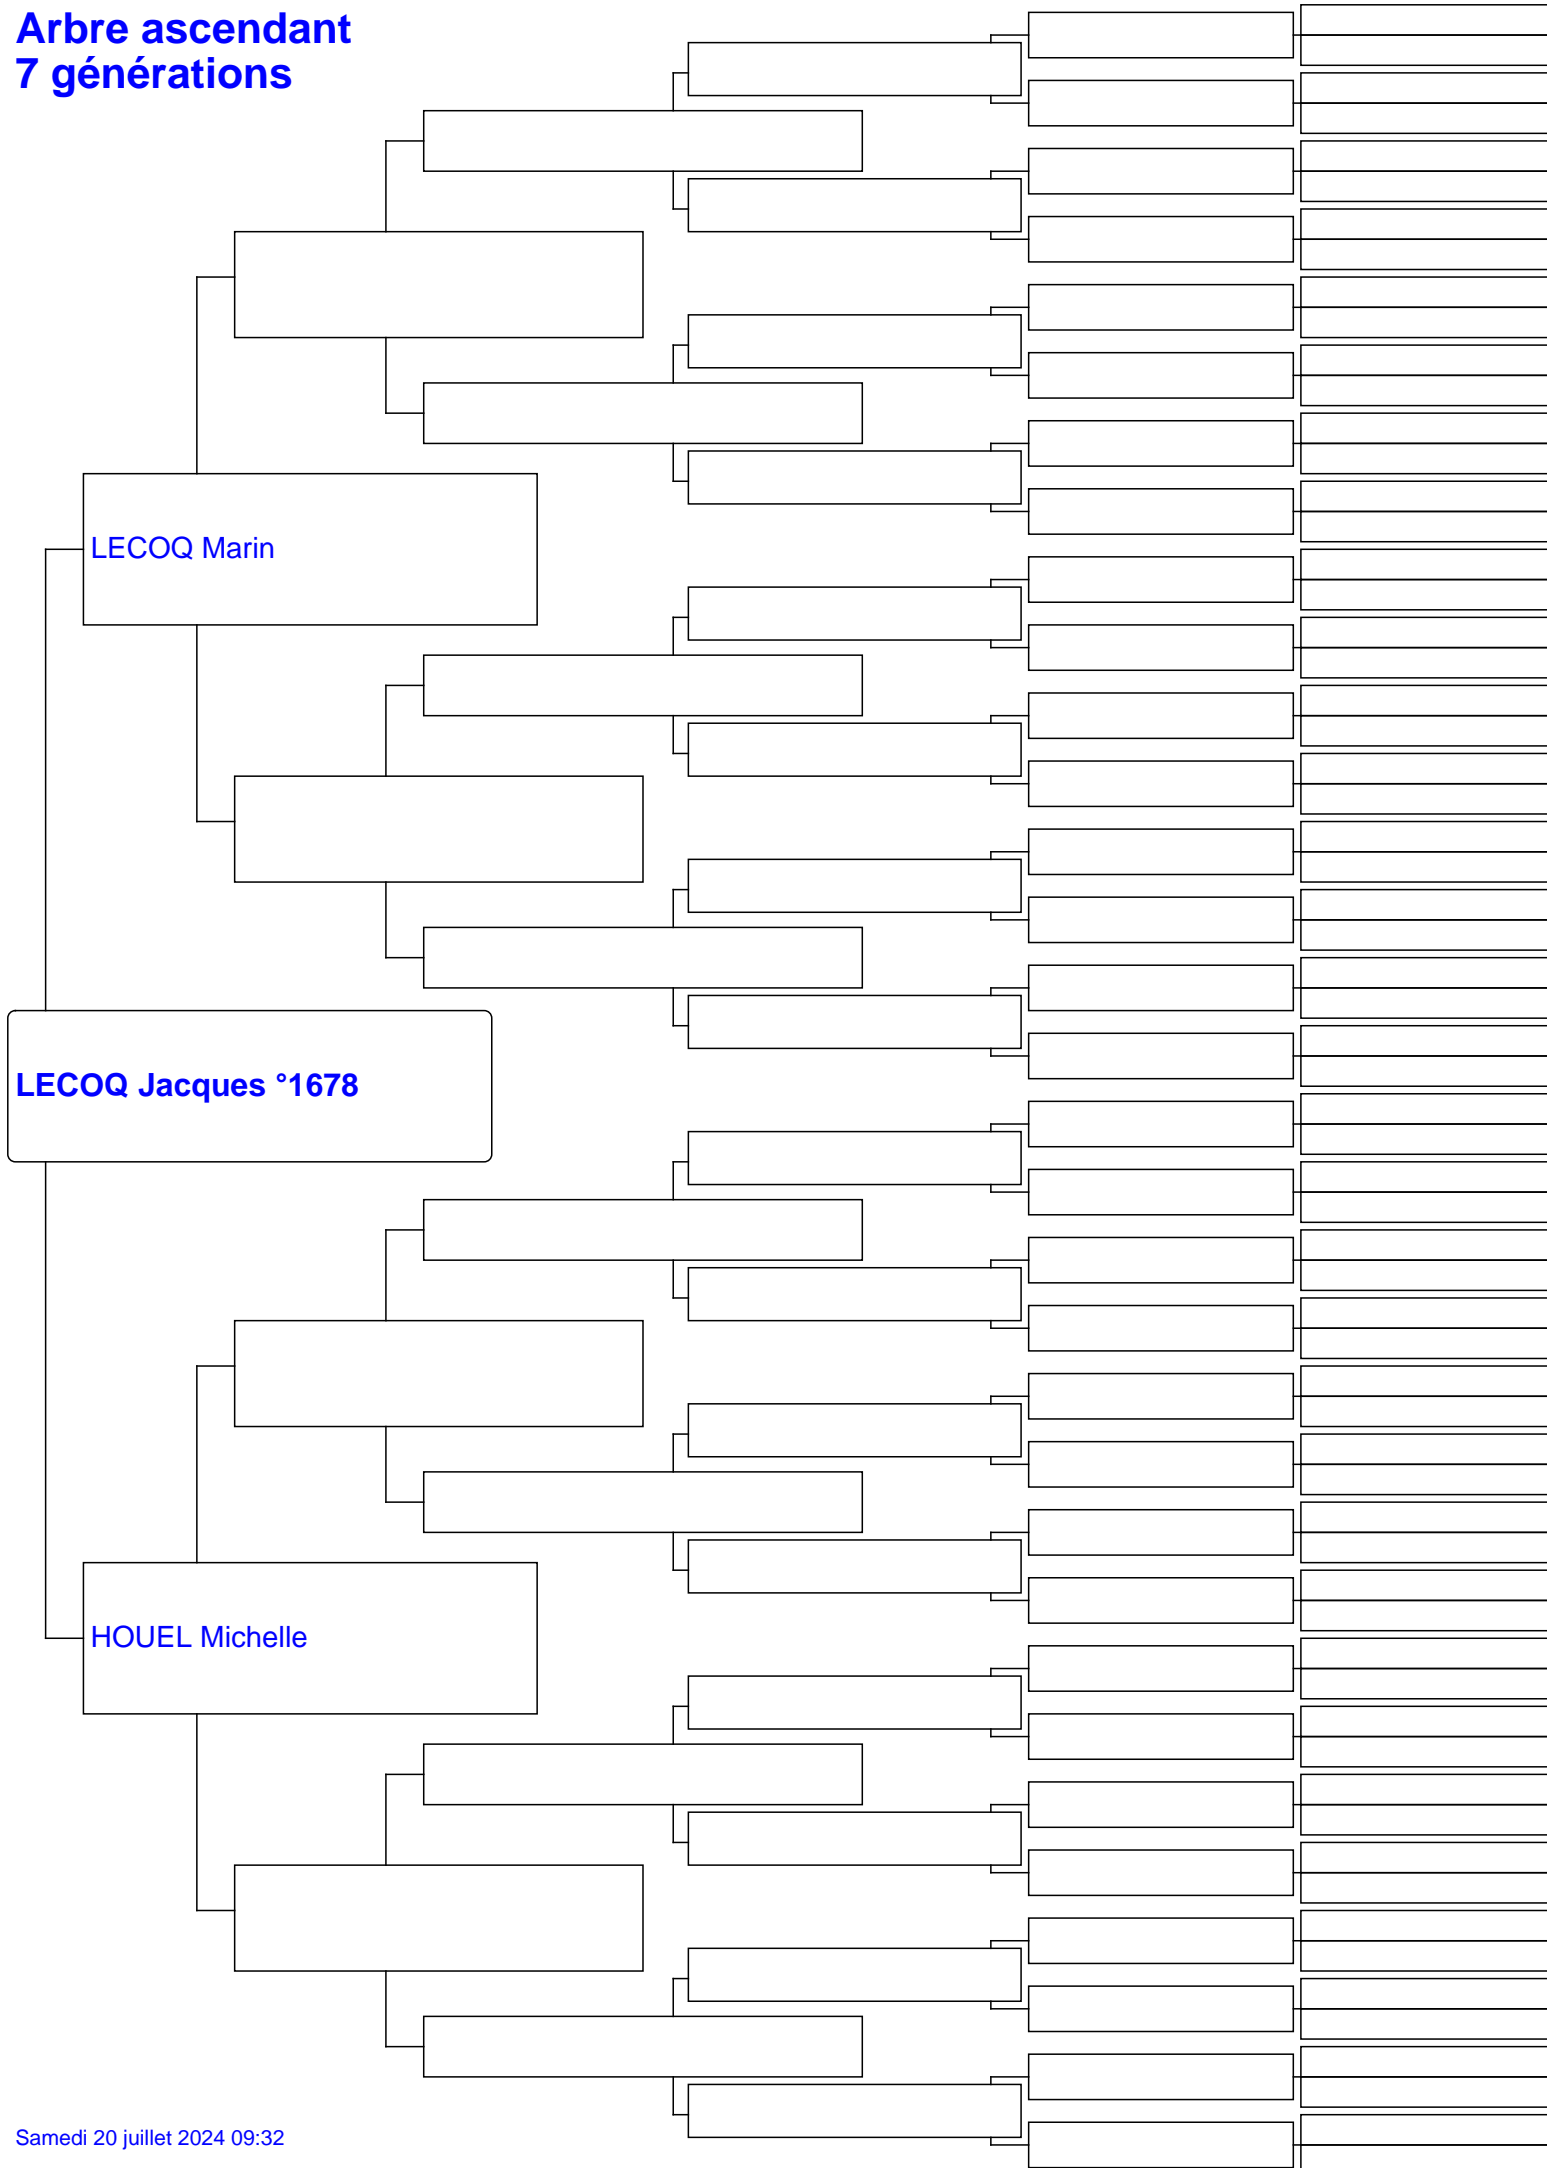 Arbre ascendant
7 générations
LECOQ Marin
LECOQ Jacques °1678
HOUEL Michelle
Samedi 20 juillet 2024 09:32